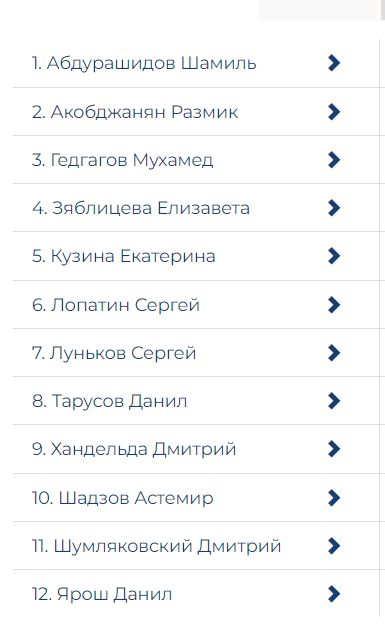 1. Абдурашидов Шамиль
2. Акобджанян Размик
3. Гедгагов Мухамед
4. Зяблицева Елизавета
5. Кузина Екатерина
6. Лопатин Сергей
7. Луньков Сергей
8. Тарусов Данил
9. Хандельда Дмитрий
10. Шадзов Астемир
11. Шумляковский Дмитрий
12. Ярош Данил